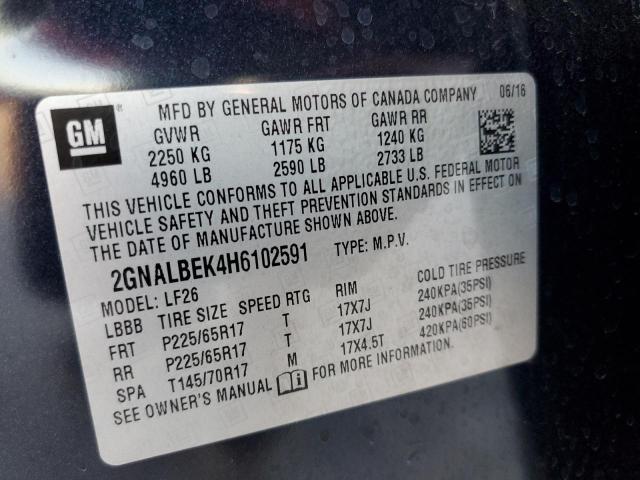 GM
MFD BY GENERAL MOTORS OF CANADA COMPANY 06/16
GVWR GAWR FRT GAWR RR
2250 KG 1175 KG 1240 KG
4960 LB 2590 LB 2733 LB
THIS VEHICLE CONFORMS TO ALL APPLICABLE U.S. FEDERAL MOTOR
VEHICLE SAFETY AND THEFT PREVENTION STANDARDS IN EFFECT ON
THE DATE OF MANUFACTURE SHOWN ABOVE.
2GNALBEK4H6102591 TYPE: M.P.V.
MODEL: LF26
LBBB TIRE SIZE SPEED RTG RIM COLD TIRE PRESSURE
FRT P225/65R17 T 17X7J 240KPA(35PSI)
RR P225/65R17 T 17X7J 240KPA(35PSI)
SPA T145/70R17 M 17X4.5T 420KPA(60PSI)
SEE OWNER'S MANUAL FOR MORE INFORMATION.